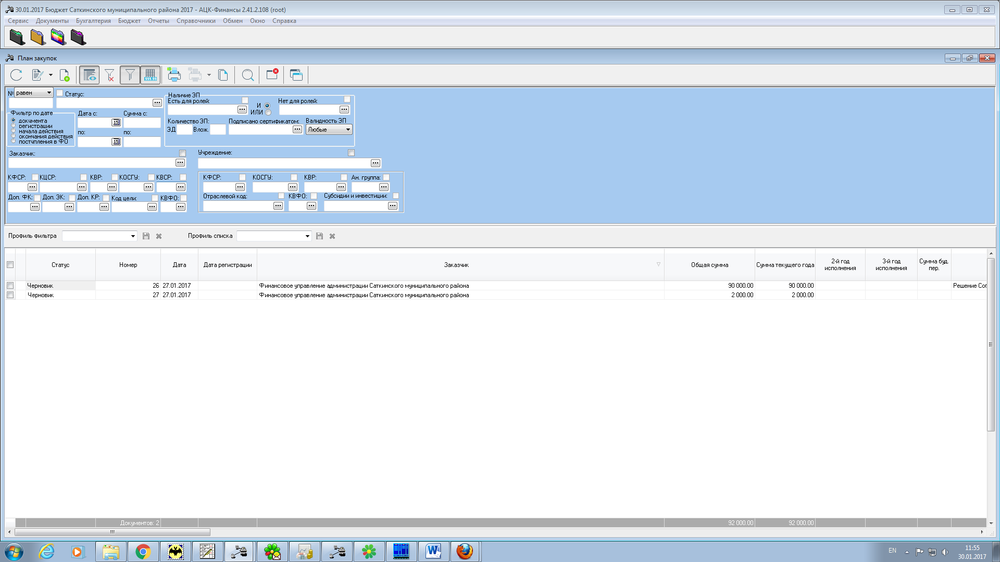 30.01.2017 Бюджет Саткинского муниципального района 2017 - АЦК-Финансы 2.41.2.108 (root)
Сервис Документы Бухгалтерия Бюджет Отчеты Справочники Обмен Окно Справка
План закупок
№ равен Статус:
Наличие ЭП
Есть для ролей: И ИЛИ Нет для ролей:
Фильтр по дате
документа
регистрации
начала действия
окончания действия
поступления в ФО
Дата с: 15 Сумма с:
по: 15 по:
Количество ЭП: Подписано сертификатом: Валидность ЭП
ЭД Влож. Любые
Заказчик: Учреждение:
КФСР: КЦСР: КВР: КОСГУ: КВСР:
Доп. ФК: Доп. ЭК: Доп. КР: Код цели: КВФО:
КФСР: КОСГУ: КВР: Ан. группа:
Отраслевой код: КВФО: Субсидии и инвестиции:
Профиль фильтра Профиль списка
Статус Номер Дата Дата регистрации Заказчик Общая сумма Сумма текущего года 2-й год исполнения 3-й год исполнения Сумма буд. пер.
Черновик 26 27.01.2017 Финансовое управление администрации Саткинского муниципального района 90 000.00 90 000.00 Решение Соб
Черновик 27 27.01.2017 Финансовое управление администрации Саткинского муниципального района 2 000.00 2 000.00
Документов: 2 92 000.00 92 000.00
EN 11:55
30.01.2017